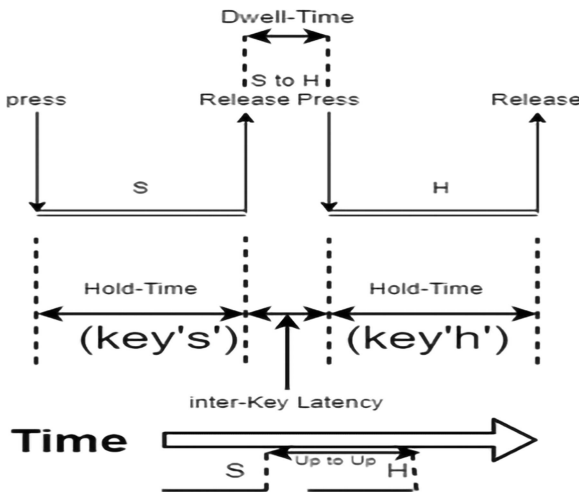 Dwell-Time
S to H
press
Release Press
Release
S
H
Hold-Time
Hold-Time
(key's')
(key'h')
inter-Key Latency
Time
Up to Up
S
H